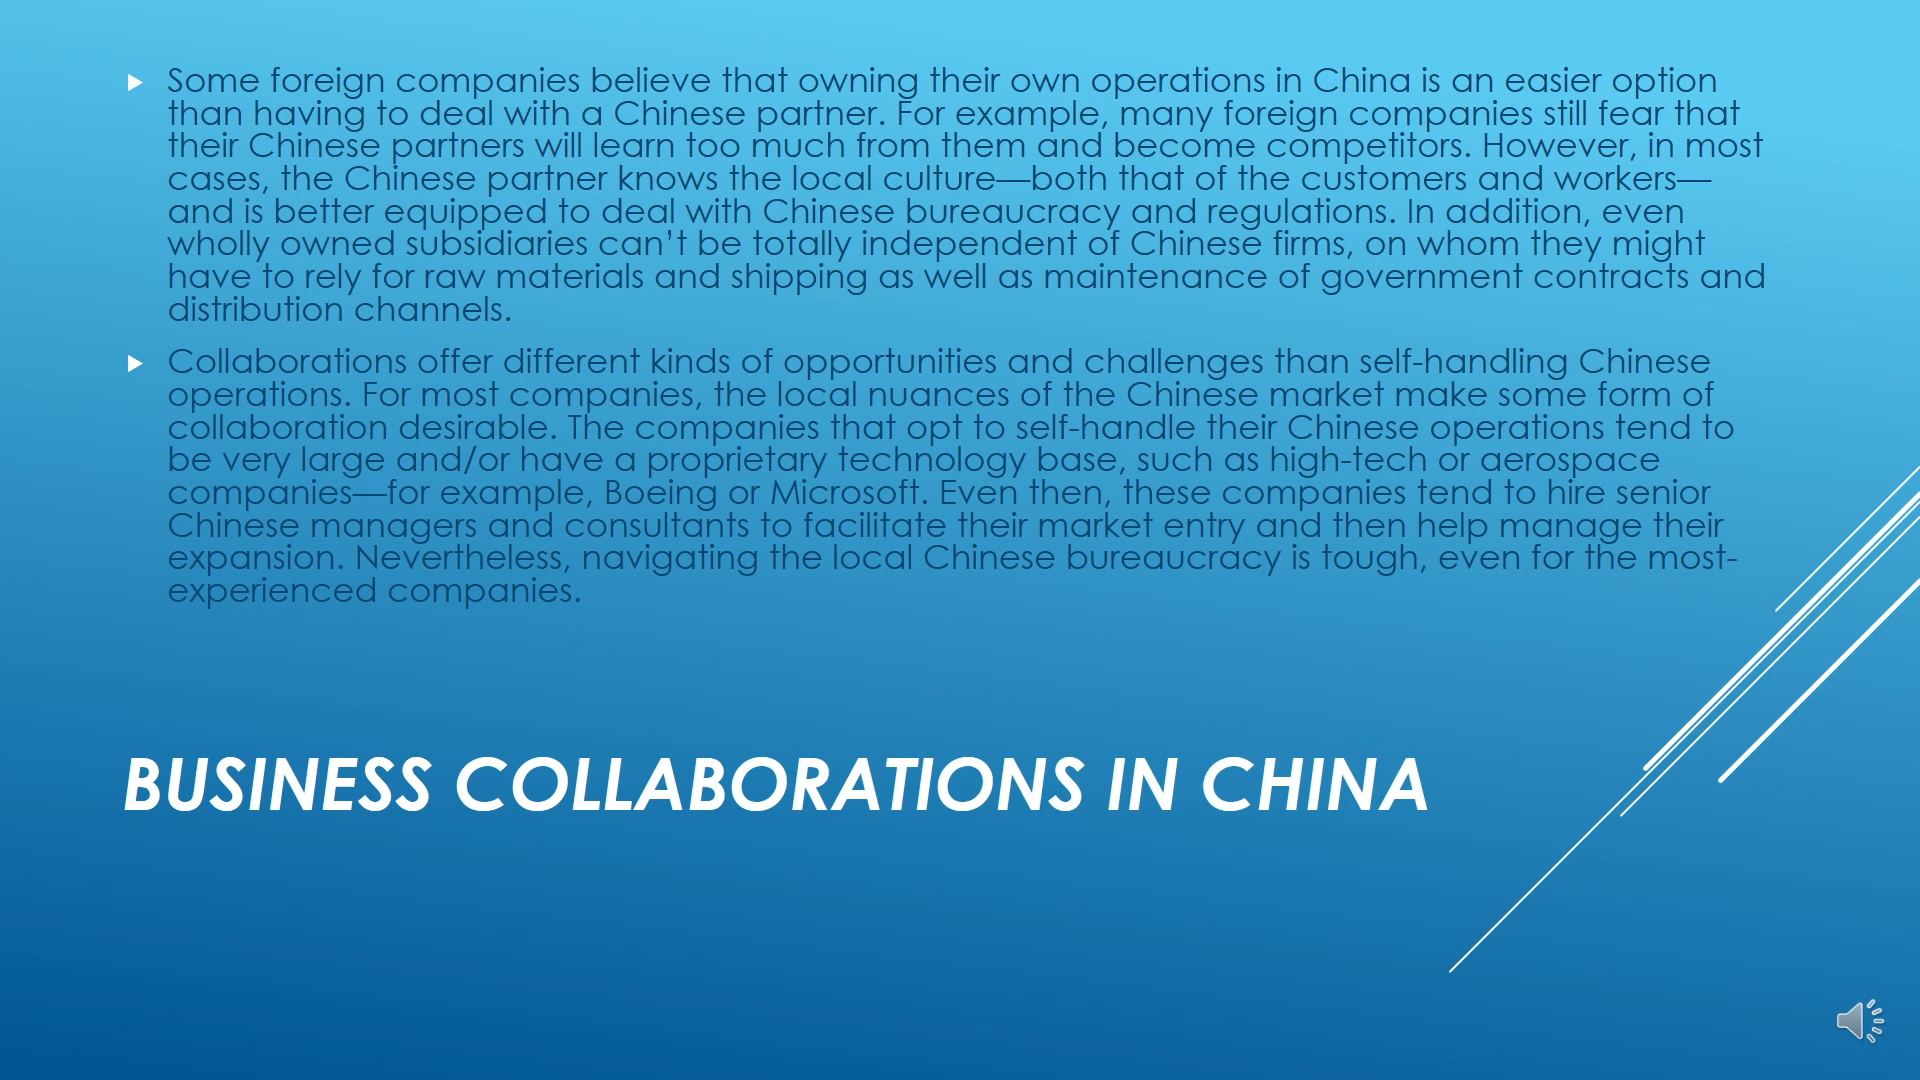 Some foreign companies believe that owning their own operations in China is an easier option
than having to deal with a Chinese partner. For example, many foreign companies still fear that
their Chinese partners will learn too much from them and become competitors. However, in most
cases, the Chinese partner knows the local culture—both that of the customers and workers—
and is better equipped to deal with Chinese bureaucracy and regulations. In addition, even
wholly owned subsidiaries can’t be totally independent of Chinese firms, on whom they might
have to rely for raw materials and shipping as well as maintenance of government contracts and
distribution channels.
Collaborations offer different kinds of opportunities and challenges than self-handling Chinese
operations. For most companies, the local nuances of the Chinese market make some form of
collaboration desirable. The companies that opt to self-handle their Chinese operations tend to
be very large and/or have a proprietary technology base, such as high-tech or aerospace
companies—for example, Boeing or Microsoft. Even then, these companies tend to hire senior
Chinese managers and consultants to facilitate their market entry and then help manage their
expansion. Nevertheless, navigating the local Chinese bureaucracy is tough, even for the most-
experienced companies.
BUSINESS COLLABORATIONS IN CHINA